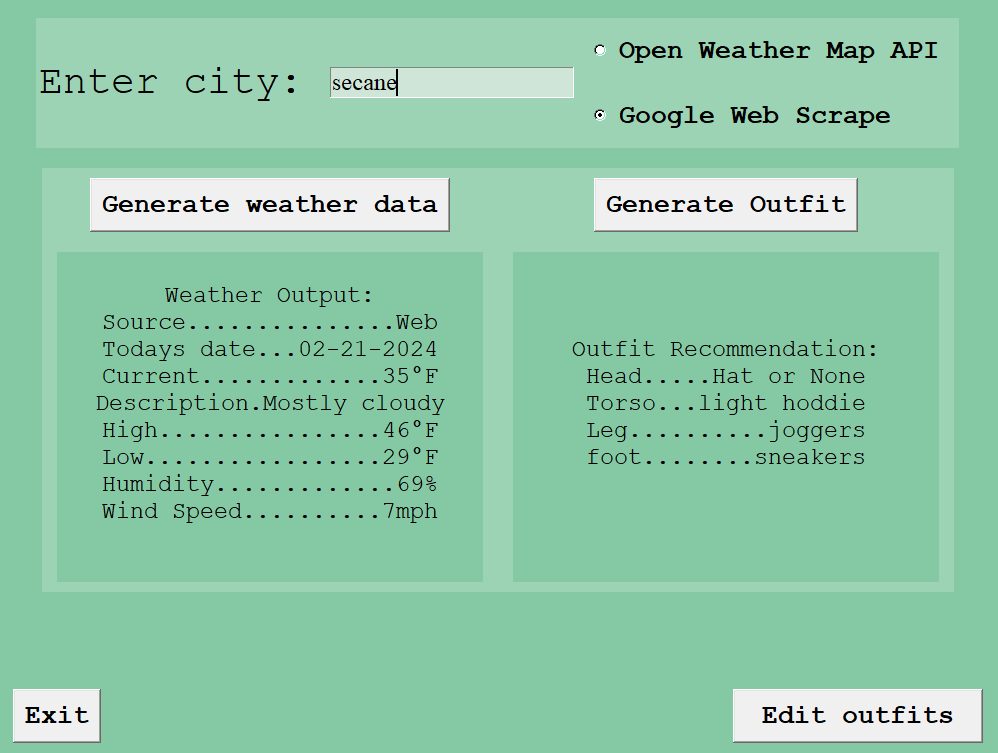 Enter city:
secane
Open Weather Map API
Google Web Scrape
Generate weather data
Generate Outfit
Weather Output:
Source...............Web
Todays date...02-21-2024
Current.............35°F
Description.Mostly cloudy
High................46°F
Low.................29°F
Humidity.............69%
Wind Speed..........7mph
Outfit Recommendation:
Head.....Hat or None
Torso...light hoddie
Leg..........joggers
foot........sneakers
Exit
Edit outfits